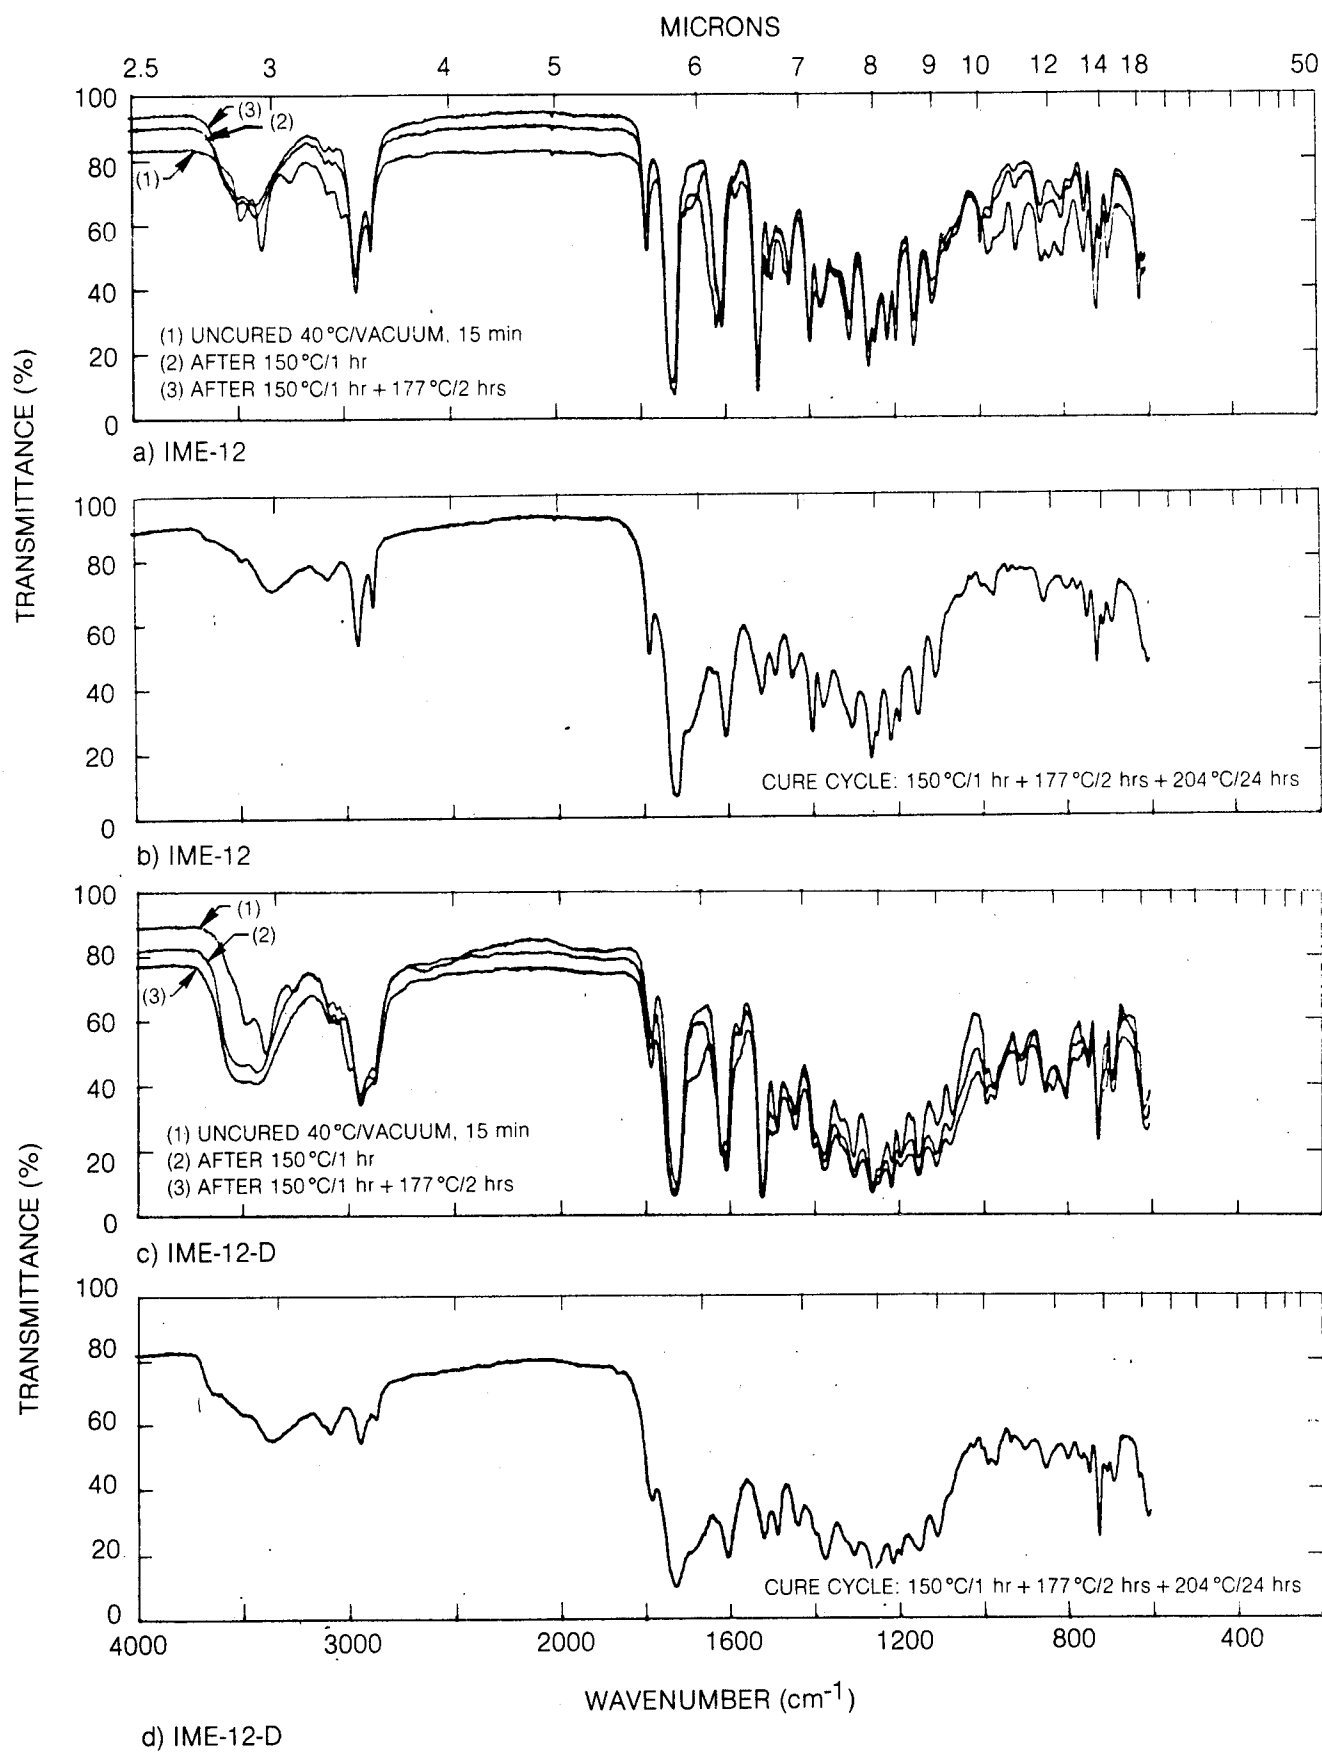 MICRONS
2.5 3 4 5 6 7 8 9 10 12 14 18 50
100
(3)
(2)
80
(1)
60
40
(1) UNCURED 40°C/VACUUM, 15 min
(2) AFTER 150°C/1 hr
20
(3) AFTER 150°C/1 hr + 177°C/2 hrs
0
a) IME-12
TRANSMITTANCE (%)
100
80
60
40
20
CURE CYCLE: 150°C/1 hr + 177°C/2 hrs + 204°C/24 hrs
0
b) IME-12
100
(1)
(2)
80
(3)
60
40
(1) UNCURED 40°C/VACUUM, 15 min
20
(2) AFTER 150°C/1 hr
(3) AFTER 150°C/1 hr + 177°C/2 hrs
0
c) IME-12-D
TRANSMITTANCE (%)
100
80
60
40
20
CURE CYCLE: 150°C/1 hr + 177°C/2 hrs + 204°C/24 hrs
0
4000 3000 2000 1600 1200 800 400
WAVENUMBER (cm-1)
d) IME-12-D